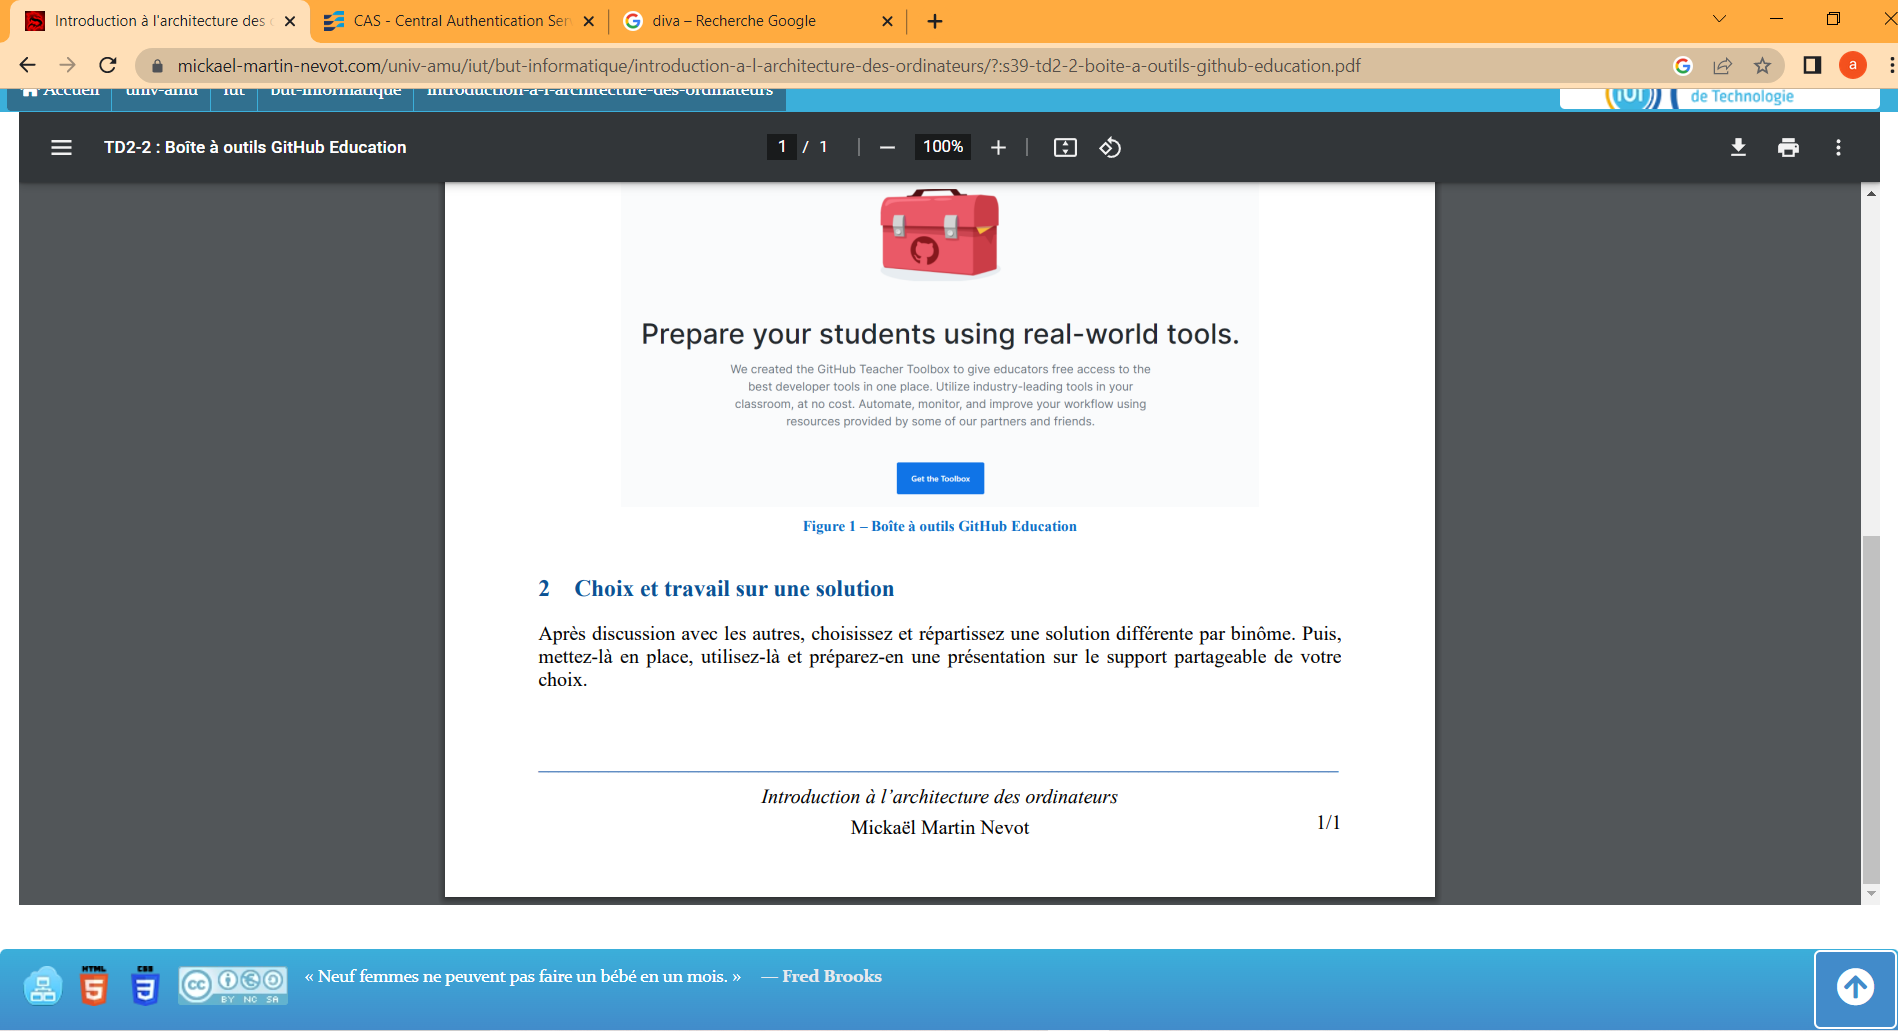 Introduction à l'architecture des
CAS - Central Authentication Ser
diva – Recherche Google
mickael-martin-nevot.com/univ-amu/iut/but-informatique/introduction-a-l-architecture-des-ordinateurs/?:s39-td2-2-boite-a-outils-github-education.pdf
a
Accueil
univ-amu
iut
but-informatique
introduction-a-l-architecture-des-ordinateurs
de Technologie
TD2-2 : Boîte à outils GitHub Education
1 / 1
100%
Prepare your students using real-world tools.
We created the GitHub Teacher Toolbox to give educators free access to the
best developer tools in one place. Utilize industry-leading tools in your
classroom, at no cost. Automate, monitor, and improve your workflow using
resources provided by some of our partners and friends.
Get the Toolbox
Figure 1 – Boîte à outils GitHub Education
2 Choix et travail sur une solution
Après discussion avec les autres, choisissez et répartissez une solution différente par binôme. Puis,
mettez-là en place, utilisez-là et préparez-en une présentation sur le support partageable de votre
choix.
Introduction à l’architecture des ordinateurs
Mickaël Martin Nevot
1/1
HTML
5
CSS
3
cc
BY NC SA
« Neuf femmes ne peuvent pas faire un bébé en un mois. » — Fred Brooks